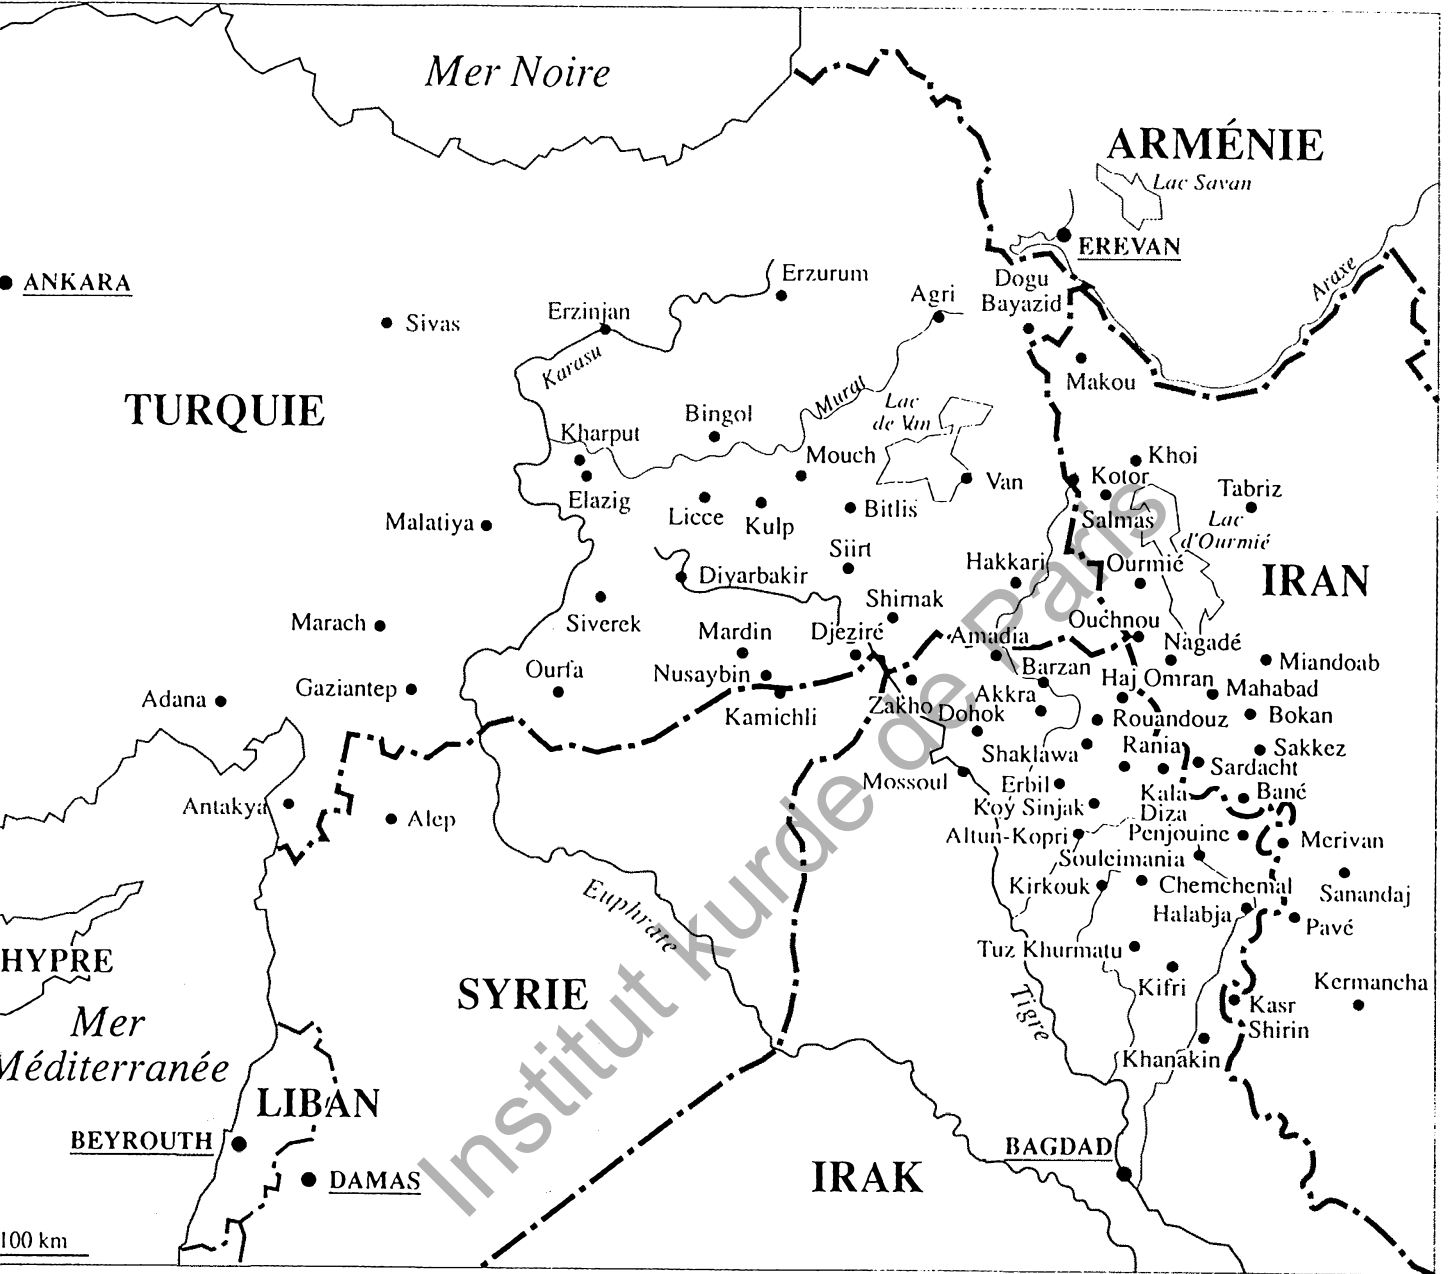 Mer Noire
ARMÉNIE
Lac Savan
EREVAN
Araxe
ANKARA
Erzurum
Dogu
Bayazid
Agri
Sivas
Erzinjan
Karasu
Makou
TURQUIE
Murat
Lac
de Van
Bingol
Kharput
Mouch
Khoi
Kotor
Van
Tabriz
Elazig
Licce
Kulp
Bitlis
Salmas
Lac
d'Ourmié
Malatiya
Siirt
Hakkari
Ourmié
IRAN
Diyarbakir
Shirnak
Siverek
Marach
Mardin
Djeziré
Ouchnou
Amadia
Nagadé
Miandoab
Ourfa
Nusaybin
Barzan
Gaziantep
Haj Omran
Mahabad
Adana
Akkra
Kamichli
Zakho
Dohok
Rouandouz
Bokan
Shaklawa
Rania
Sakkez
Sardacht
Mossoul
Erbil
Kala
Diza
Bané
Antakya
Alep
Koy Sinjak
Altun-Kopri
Penjouine
Merivan
Souleimania
Kirkouk
Chemchemal
Sanandaj
Halabja
Pavé
Euphrate
HYPRE
Tuz Khurmatu
Kifri
Kermancha
SYRIE
Tigre
Kasr
Shirin
Mer
Méditerranée
Khanakin
LIBAN
BEYROUTH
BAGDAD
DAMAS
IRAK
100 km
Institut kurde de Paris